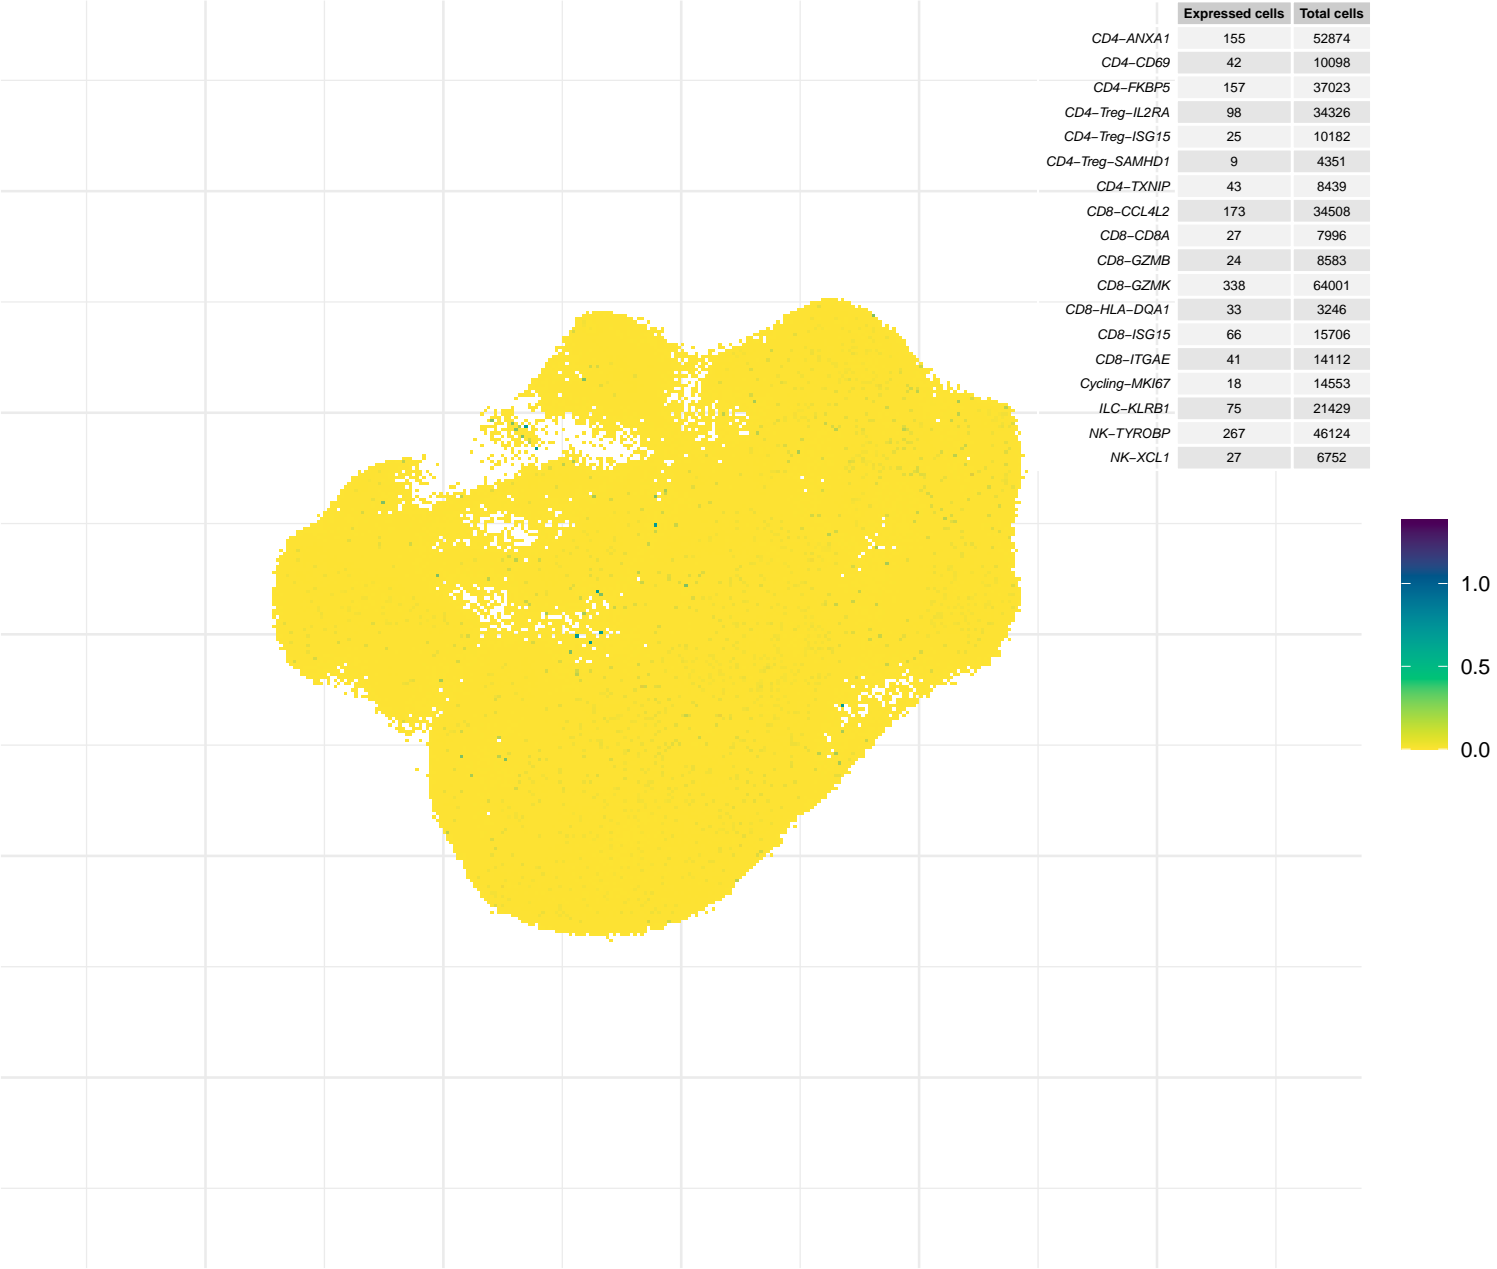 Expressed cells Total cells
CD4−ANXA1 155 52874
CD4−CD69 42 10098
CD4−FKBP5 157 37023
CD4−Treg−IL2RA 98 34326
CD4−Treg−ISG15 25 10182
CD4−Treg−SAMHD1 9 4351
CD4−TXNIP 43 8439
CD8−CCL4L2 173 34508
CD8−CD8A 27 7996
CD8−GZMB 24 8583
CD8−GZMK 338 64001
CD8−HLA−DQA1 33 3246
CD8−ISG15 66 15706
CD8−ITGAE 41 14112
Cycling−MKI67 18 14553
ILC−KLRB1 75 21429
NK−TYROBP 267 46124
NK−XCL1 27 6752
1.0
0.5
0.0